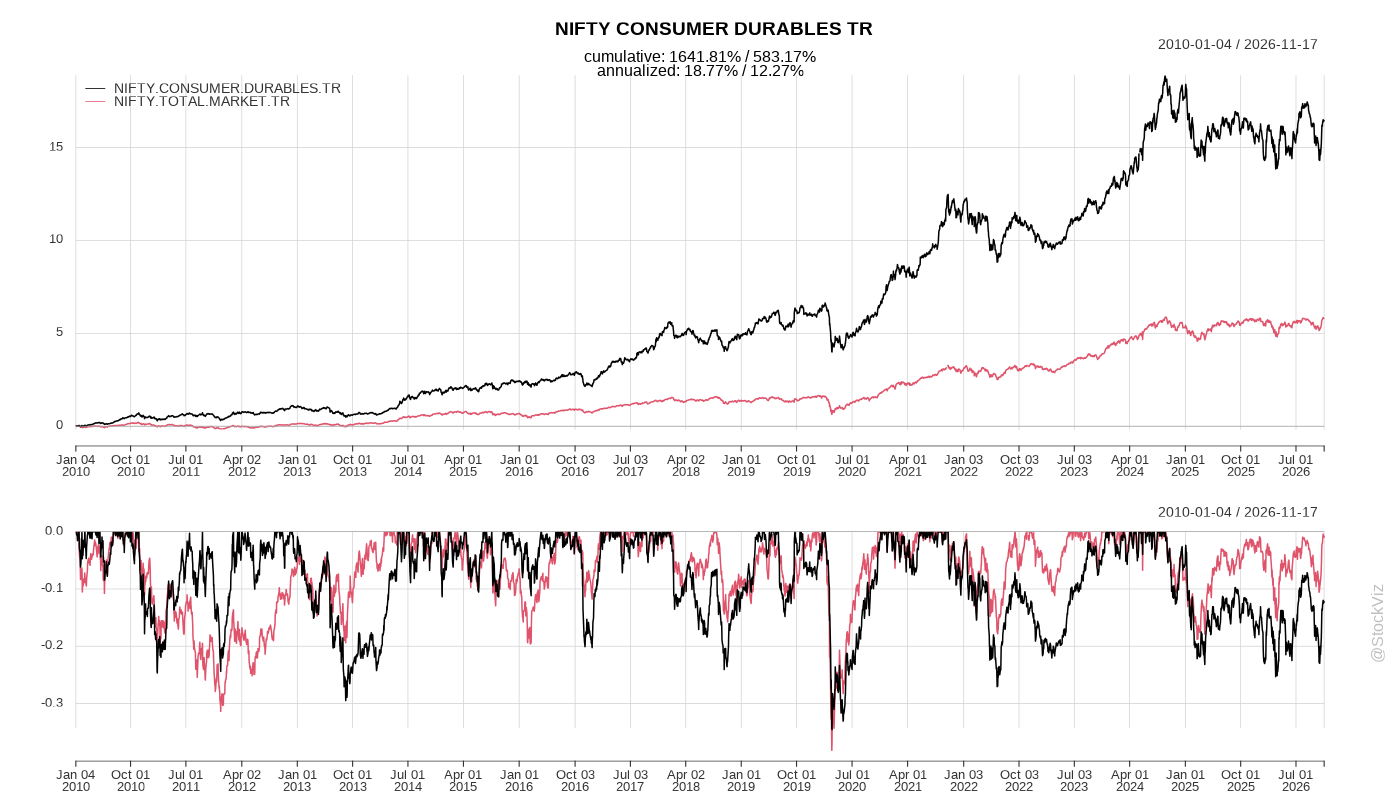 NIFTY CONSUMER DURABLES TR
2010-01-04 / 2026-11-17
cumulative: 1641.81% / 583.17%
annualized: 18.77% / 12.27%
NIFTY.CONSUMER.DURABLES.TR
NIFTY.TOTAL.MARKET.TR
15
10
5
0
Jan 04 Oct 01 Jul 01 Apr 02 Jan 01 Oct 01 Jul 01 Apr 01 Jan 01 Oct 03 Jul 03 Apr 02 Jan 01 Oct 01 Jul 01 Apr 01 Jan 03 Oct 03 Jul 03 Apr 01 Jan 01 Oct 01 Jul 01
2010 2010 2011 2012 2013 2013 2014 2015 2016 2016 2017 2018 2019 2019 2020 2021 2022 2022 2023 2024 2025 2025 2026
2010-01-04 / 2026-11-17
0.0
-0.1
-0.2
-0.3
Jan 04 Oct 01 Jul 01 Apr 02 Jan 01 Oct 01 Jul 01 Apr 01 Jan 01 Oct 03 Jul 03 Apr 02 Jan 01 Oct 01 Jul 01 Apr 01 Jan 03 Oct 03 Jul 03 Apr 01 Jan 01 Oct 01 Jul 01
2010 2010 2011 2012 2013 2013 2014 2015 2016 2016 2017 2018 2019 2019 2020 2021 2022 2022 2023 2024 2025 2025 2026
@StockViz